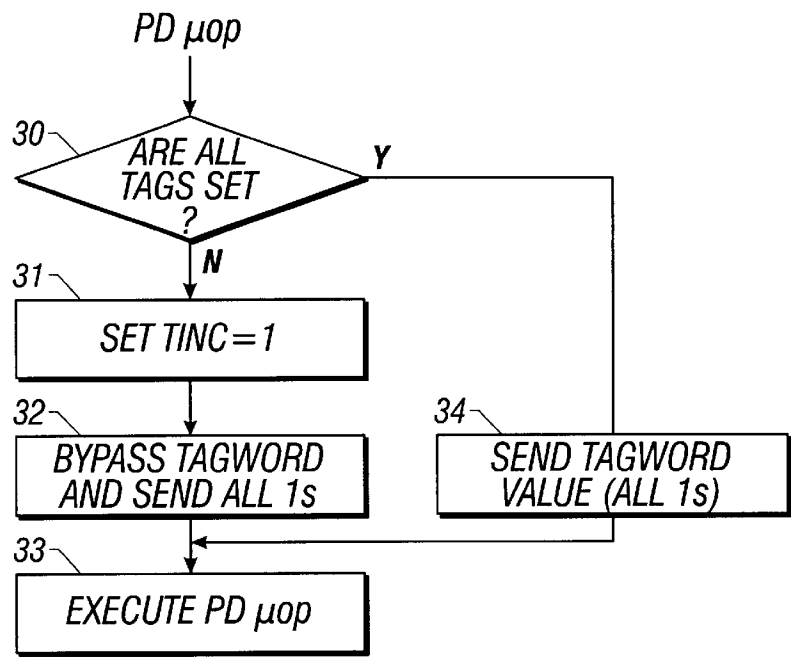 PD μop
30
ARE ALL
TAGS SET
?
Y
N
31
SET TINC=1
32
BYPASS TAGWORD
AND SEND ALL 1s
34
SEND TAGWORD
VALUE (ALL 1s)
33
EXECUTE PD μop